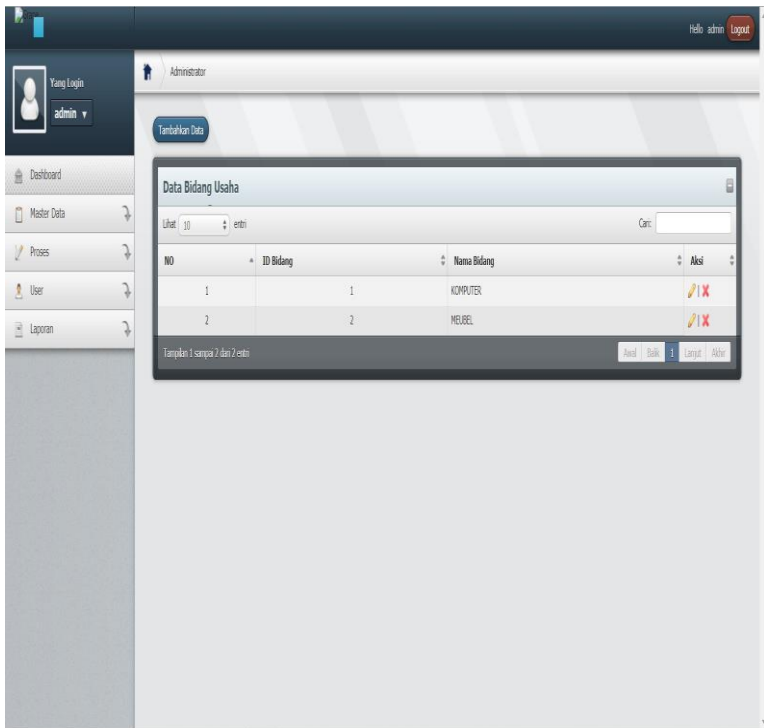 Hello admin Logout
Yang Login
admin
Administrator
Tambahkan Data
Dashboard
Master Data
Proses
User
Laporan
Data Bidang Usaha
Lihat 10 entri
Cari:
NO ID Bidang Nama Bidang Aksi
1 1 KOMPUTER
2 2 MEUBEL
Tampilan 1 sampai 2 dari 2 entri
Awal Balik 1 Lanjut Akhir